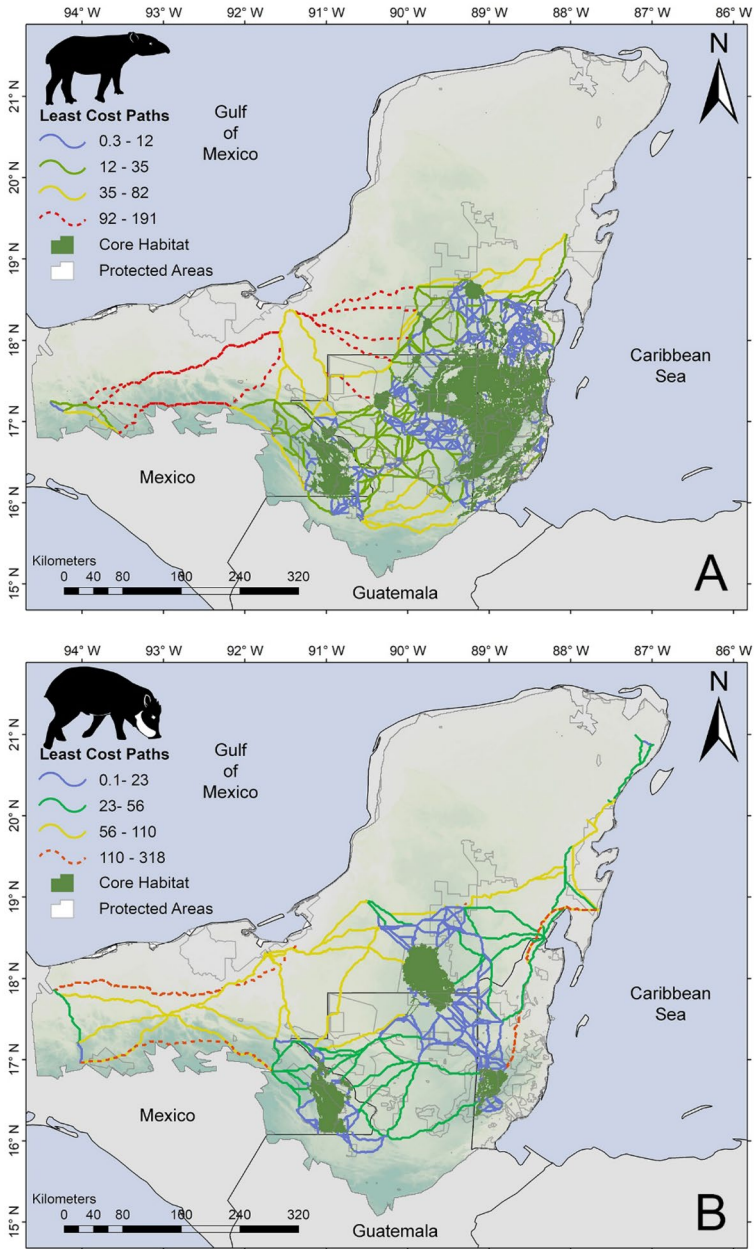 94°W 93°W 92°W 91°W 90°W 89°W 88°W 87°W 86°W
N
Least Cost Paths
0.3 - 12
12 - 35
35 - 82
92 - 191
Core Habitat
Protected Areas
Gulf
of
Mexico
21°N
20°N
19°N
18°N
17°N
16°N
15°N
Caribbean
Sea
Mexico
Kilometers
0 40 80 160 240 320
Guatemala
A
94°W 93°W 92°W 91°W 90°W 89°W 88°W 87°W 86°W
N
Least Cost Paths
0.1 - 23
23- 56
56 - 110
110 - 318
Core Habitat
Protected Areas
Gulf
of
Mexico
21°N
20°N
19°N
18°N
17°N
16°N
15°N
Caribbean
Sea
Mexico
Kilometers
0 40 80 160 240 320
Guatemala
B